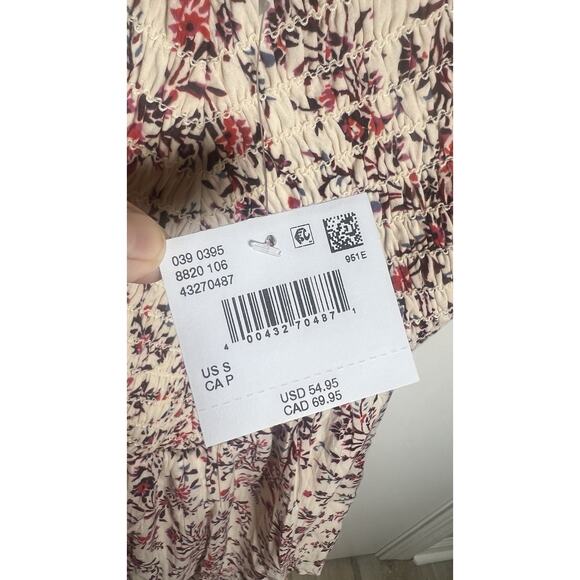 039 0395
8820 106
43270487
951E
4 00432 70487 1
US S
CA P
USD 54.95
CAD 69.95